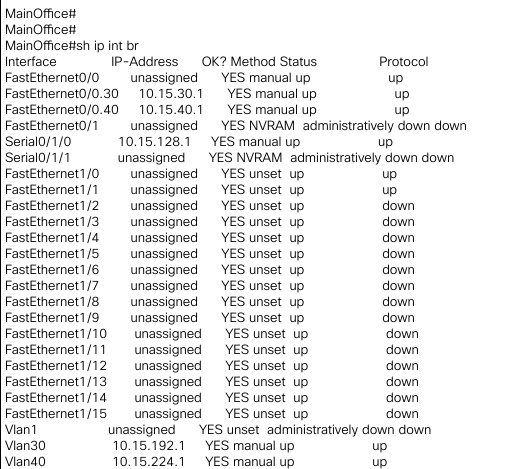 MainOffice#
MainOffice#
MainOffice#sh ip int br
Interface IP-Address OK? Method Status Protocol
FastEthernet0/0 unassigned YES manual up up
FastEthernet0/0.30 10.15.30.1 YES manual up up
FastEthernet0/0.40 10.15.40.1 YES manual up up
FastEthernet0/1 unassigned YES NVRAM administratively down down
Serial0/1/0 10.15.128.1 YES manual up up
Serial0/1/1 unassigned YES NVRAM administratively down down
FastEthernet1/0 unassigned YES unset up up
FastEthernet1/1 unassigned YES unset up up
FastEthernet1/2 unassigned YES unset up down
FastEthernet1/3 unassigned YES unset up down
FastEthernet1/4 unassigned YES unset up down
FastEthernet1/5 unassigned YES unset up down
FastEthernet1/6 unassigned YES unset up down
FastEthernet1/7 unassigned YES unset up down
FastEthernet1/8 unassigned YES unset up down
FastEthernet1/9 unassigned YES unset up down
FastEthernet1/10 unassigned YES unset up down
FastEthernet1/11 unassigned YES unset up down
FastEthernet1/12 unassigned YES unset up down
FastEthernet1/13 unassigned YES unset up down
FastEthernet1/14 unassigned YES unset up down
FastEthernet1/15 unassigned YES unset up down
Vlan1 unassigned YES unset administratively down down
Vlan30 10.15.192.1 YES manual up up
Vlan40 10.15.224.1 YES manual up up